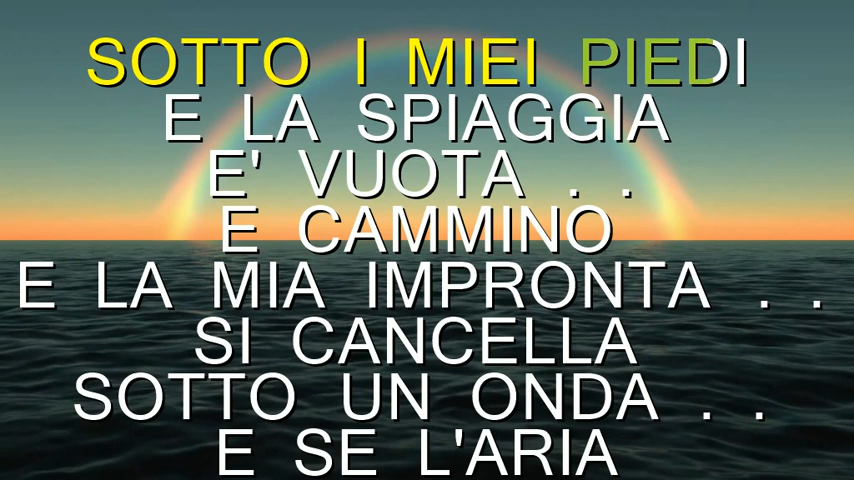 SOTTO I MIEI PIEDI
E LA SPIAGGIA
E' VUOTA . .
E CAMMINO
E LA MIA IMPRONTA . .
SI CANCELLA
SOTTO UN ONDA . .
E SE L'ARIA